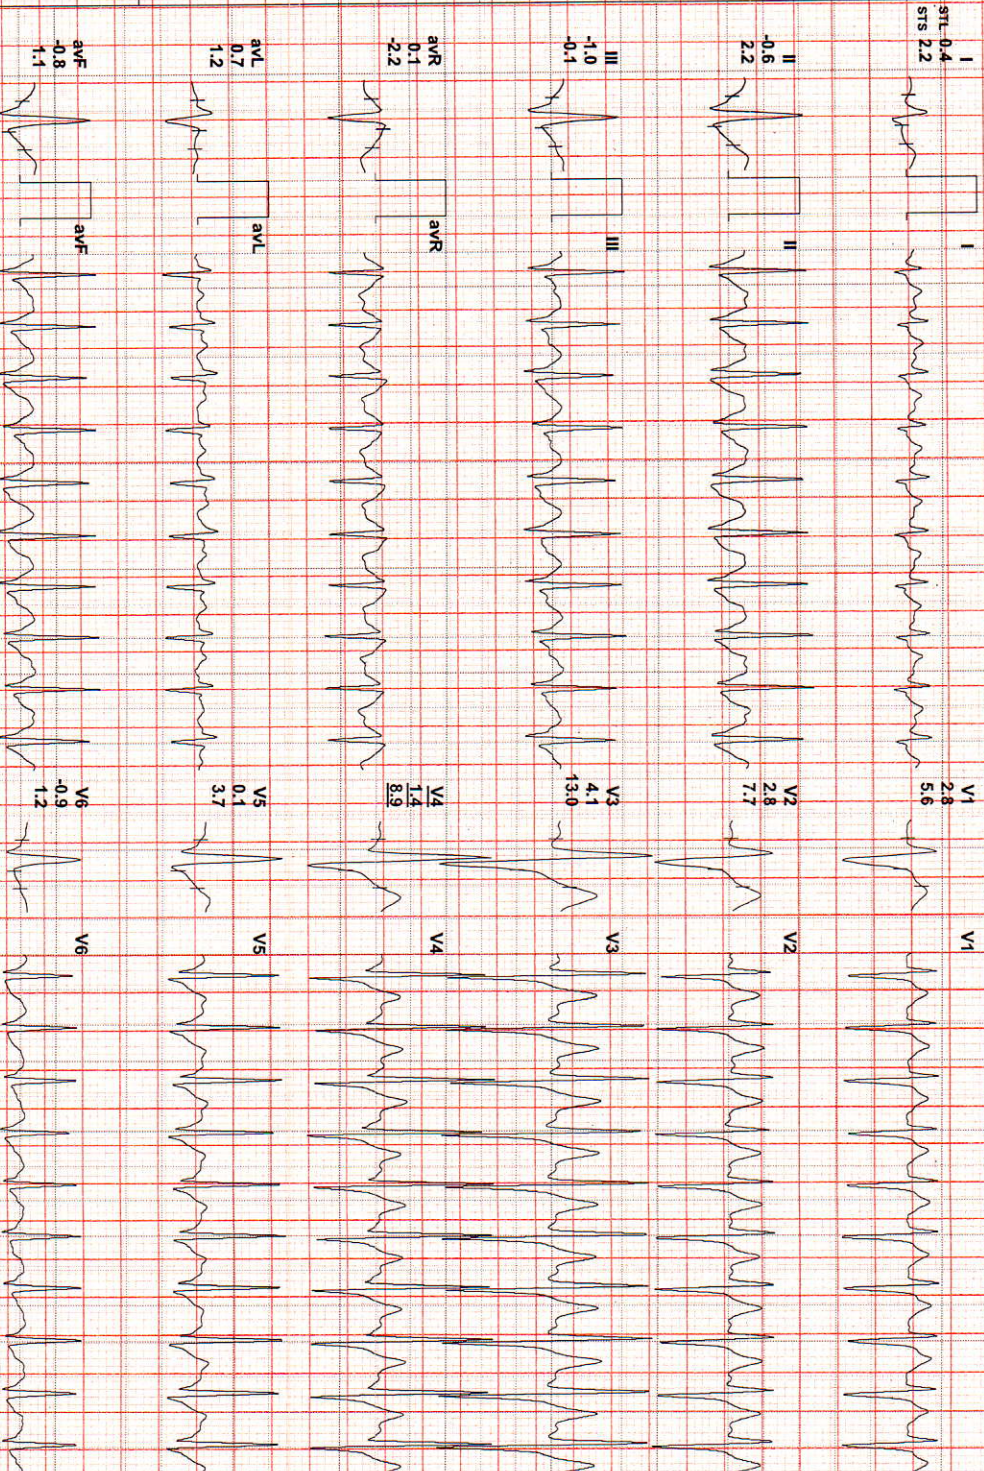 I
STL 0.4
STS 2.2
I
II
-0.6
2.2
II
III
-1.0
-0.1
III
avR
0.1
-2.2
avR
avL
0.7
1.2
avL
avF
-0.8
1.1
avF
V1
2.8
5.6
V1
V2
2.8
7.7
V2
V3
4.1
13.0
V3
V4
1.4
8.9
V4
V5
0.1
3.7
V5
V6
-0.9
1.2
V6